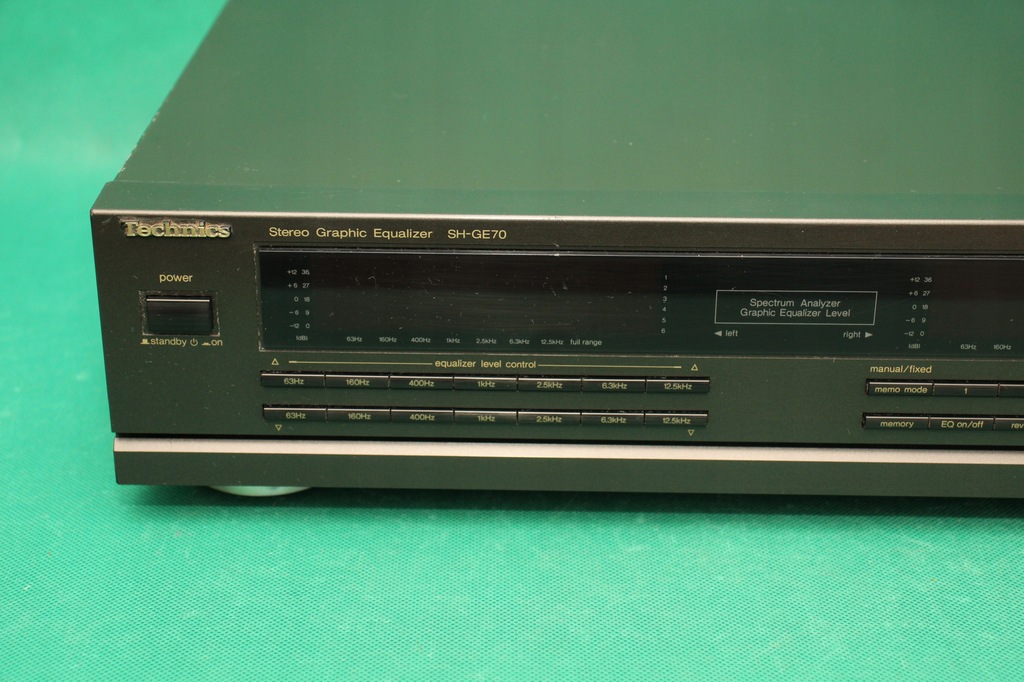 Technics
Stereo Graphic Equalizer SH-GE70
power
standby on
+12 36
+6 27
0 18
-6 9
-12 0
(dB)
63Hz 160Hz 400Hz 1kHz 2.5kHz 6.3kHz 12.5kHz full range
1
2
3
4
5
6
Spectrum Analyzer
Graphic Equalizer Level
◄ left right ►
+12 36
+6 27
0 18
-6 9
-12 0
(dB)
63Hz 160Hz
△ equalizer level control △
63Hz 160Hz 400Hz 1kHz 2.5kHz 6.3kHz 12.5kHz
63Hz 160Hz 400Hz 1kHz 2.5kHz 6.3kHz 12.5kHz
▽ ▽
manual/fixed
memo mode 1
memory EQ on/off rev